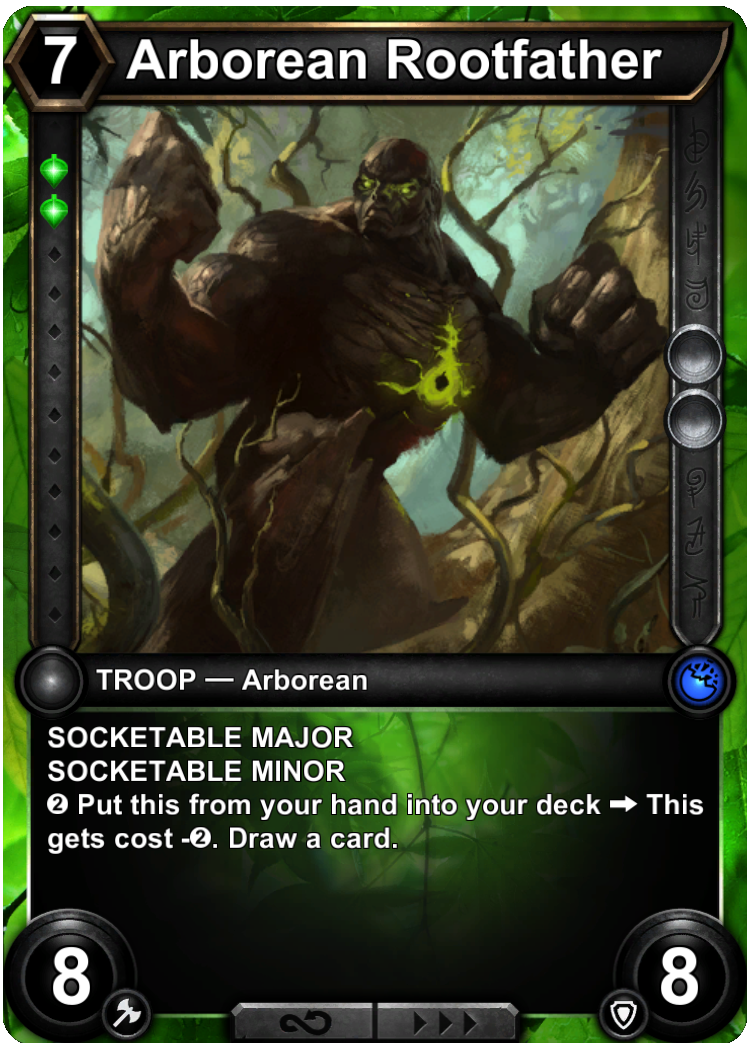 7 Arborean Rootfather
TROOP — Arborean
SOCKETABLE MAJOR
SOCKETABLE MINOR
❷ Put this from your hand into your deck ➡ This
gets cost -❷. Draw a card.
8 8